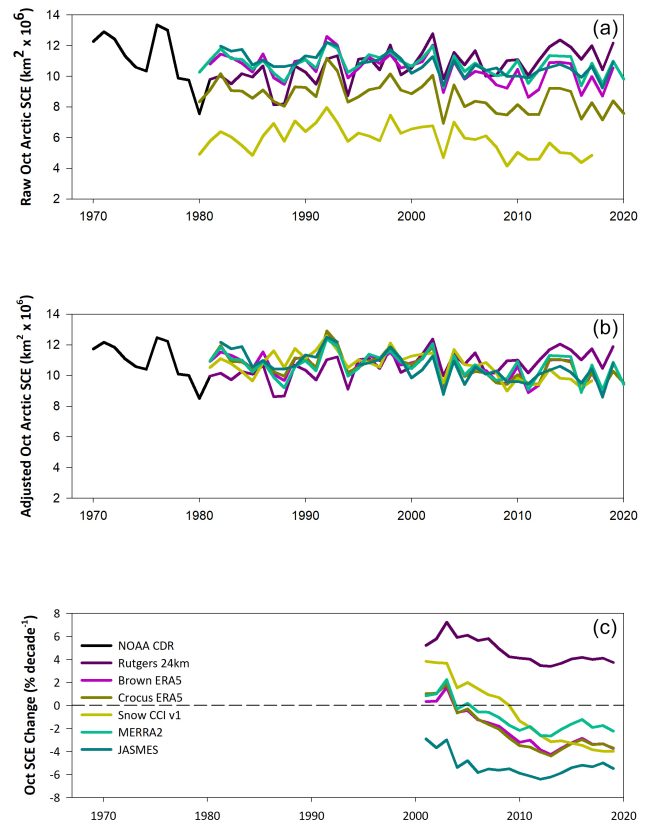 (a)
Raw Oct Arctic SCE (km² x 10⁶)
14
12
10
8
6
4
2
1970 1980 1990 2000 2010 2020
(b)
Adjusted Oct Arctic SCE (km² x 10⁶)
14
12
10
8
6
4
2
1970 1980 1990 2000 2010 2020
(c)
Oct SCE Change (% decade⁻¹)
8
6
4
2
0
-2
-4
-6
-8
NOAA CDR
Rutgers 24km
Brown ERA5
Crocus ERA5
Snow CCI v1
MERRA2
JASMES
1970 1980 1990 2000 2010 2020